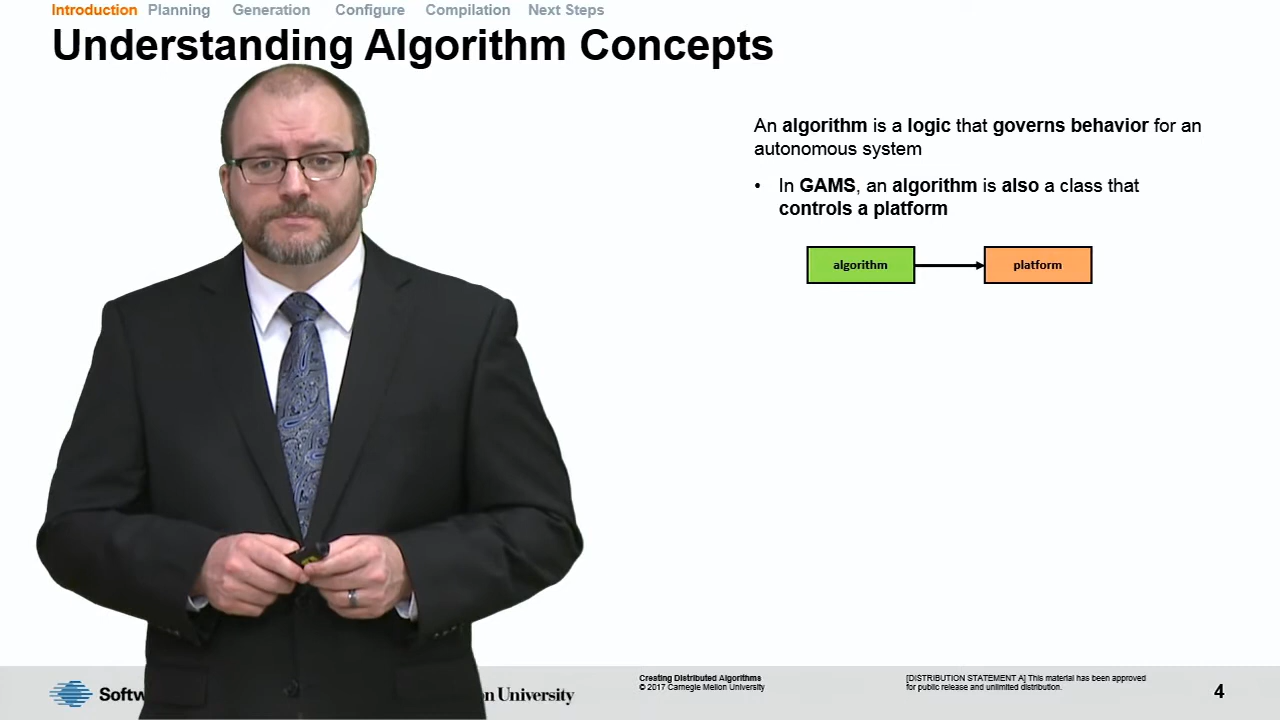 Introduction Planning Generation Configure Compilation Next Steps
Understanding Algorithm Concepts
An algorithm is a logic that governs behavior for an
autonomous system
• In GAMS, an algorithm is also a class that
controls a platform
algorithm platform
Softw
n University
Creating Distributed Algorithms
© 2017 Carnegie Mellon University
[DISTRIBUTION STATEMENT A] This material has been approved
for public release and unlimited distribution.
4